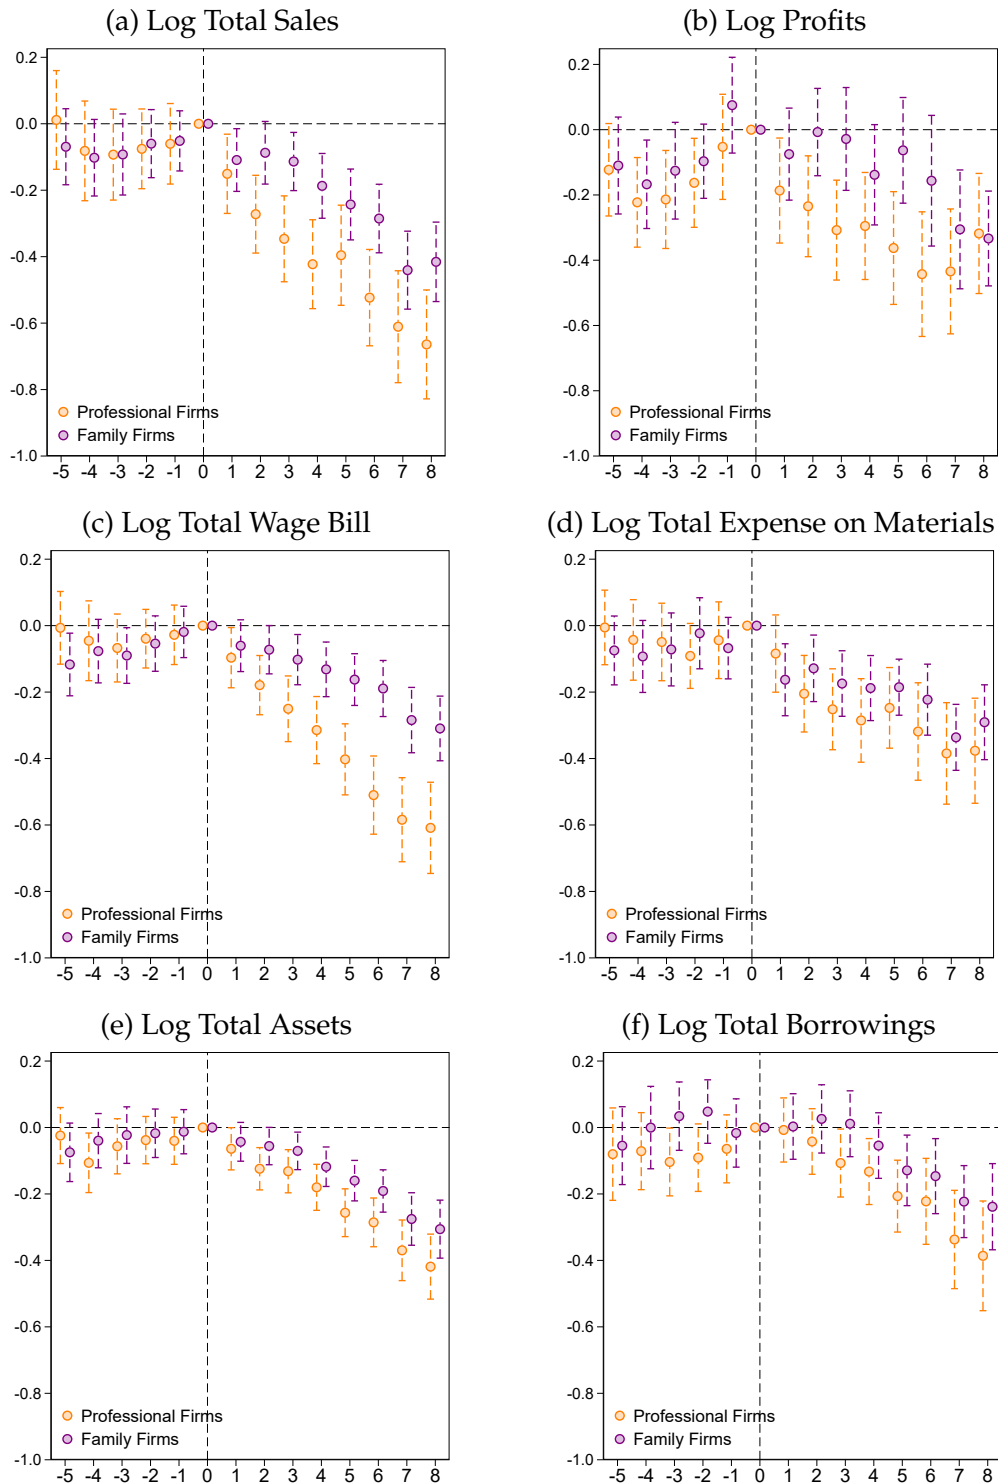 (a) Log Total Sales
0.2
0.0
-0.2
-0.4
-0.6
-0.8
-1.0
Professional Firms
Family Firms
-5 -4 -3 -2 -1 0 1 2 3 4 5 6 7 8
(b) Log Profits
0.2
0.0
-0.2
-0.4
-0.6
-0.8
-1.0
Professional Firms
Family Firms
-5 -4 -3 -2 -1 0 1 2 3 4 5 6 7 8
(c) Log Total Wage Bill
0.2
0.0
-0.2
-0.4
-0.6
-0.8
-1.0
Professional Firms
Family Firms
-5 -4 -3 -2 -1 0 1 2 3 4 5 6 7 8
(d) Log Total Expense on Materials
0.2
0.0
-0.2
-0.4
-0.6
-0.8
-1.0
Professional Firms
Family Firms
-5 -4 -3 -2 -1 0 1 2 3 4 5 6 7 8
(e) Log Total Assets
0.2
0.0
-0.2
-0.4
-0.6
-0.8
-1.0
Professional Firms
Family Firms
-5 -4 -3 -2 -1 0 1 2 3 4 5 6 7 8
(f) Log Total Borrowings
0.2
0.0
-0.2
-0.4
-0.6
-0.8
-1.0
Professional Firms
Family Firms
-5 -4 -3 -2 -1 0 1 2 3 4 5 6 7 8